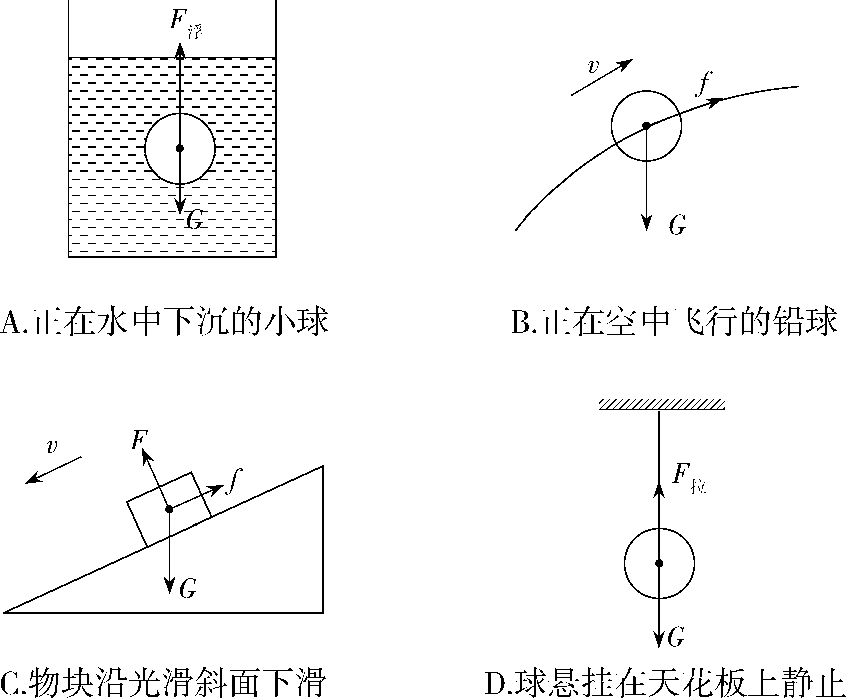 F浮
G
v
f
G
A.正在水中下沉的小球
B.正在空中飞行的铅球
v
F
f
G
F拉
G
C.物块沿光滑斜面下滑
D.球悬挂在天花板上静止